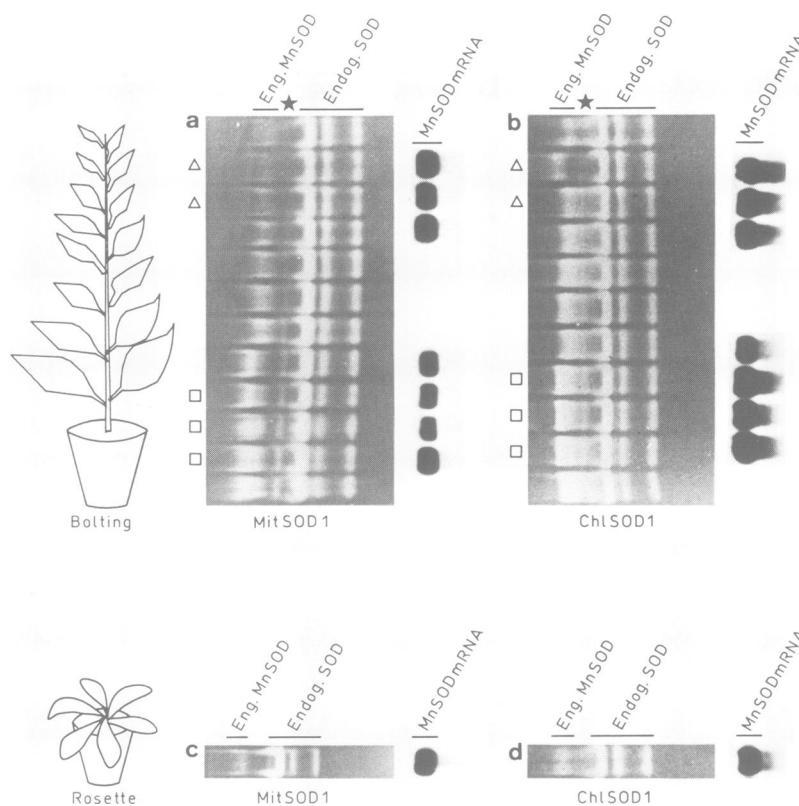 Eng. MnSOD
★
Endog. SOD
MnSODmRNA
a
△
△
□
□
□
Bolting
MitSOD1
Eng. MnSOD
★
Endog. SOD
MnSODmRNA
b
△
△
□
□
□
ChlSOD1
Eng. MnSOD
Endog. SOD
MnSODmRNA
c
Rosette
MitSOD1
Eng. MnSOD
Endog. SOD
MnSODmRNA
d
ChlSOD1